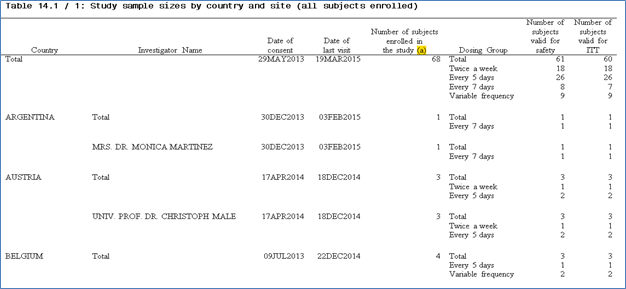 Table 14.1 / 1: Study sample sizes by country and site (all subjects enrolled)
Country Investigator Name Date of consent Date of last visit Number of subjects enrolled in the study (a) Dosing Group Number of subjects valid for safety Number of subjects valid for ITT
Total 29MAY2013 19MAR2015 68 Total 61 60
Twice a week 18 18
Every 5 days 26 26
Every 7 days 8 7
Variable frequency 9 9
ARGENTINA Total 30DEC2013 03FEB2015 1 Total 1 1
Every 7 days 1 1
MRS. DR. MONICA MARTINEZ 30DEC2013 03FEB2015 1 Total 1 1
Every 7 days 1 1
AUSTRIA Total 17APR2014 18DEC2014 3 Total 3 3
Twice a week 1 1
Every 5 days 2 2
UNIV. PROF. DR. CHRISTOPH MALE 17APR2014 18DEC2014 3 Total 3 3
Twice a week 1 1
Every 5 days 2 2
BELGIUM Total 09JUL2013 22DEC2014 4 Total 3 3
Every 5 days 1 1
Variable frequency 2 2